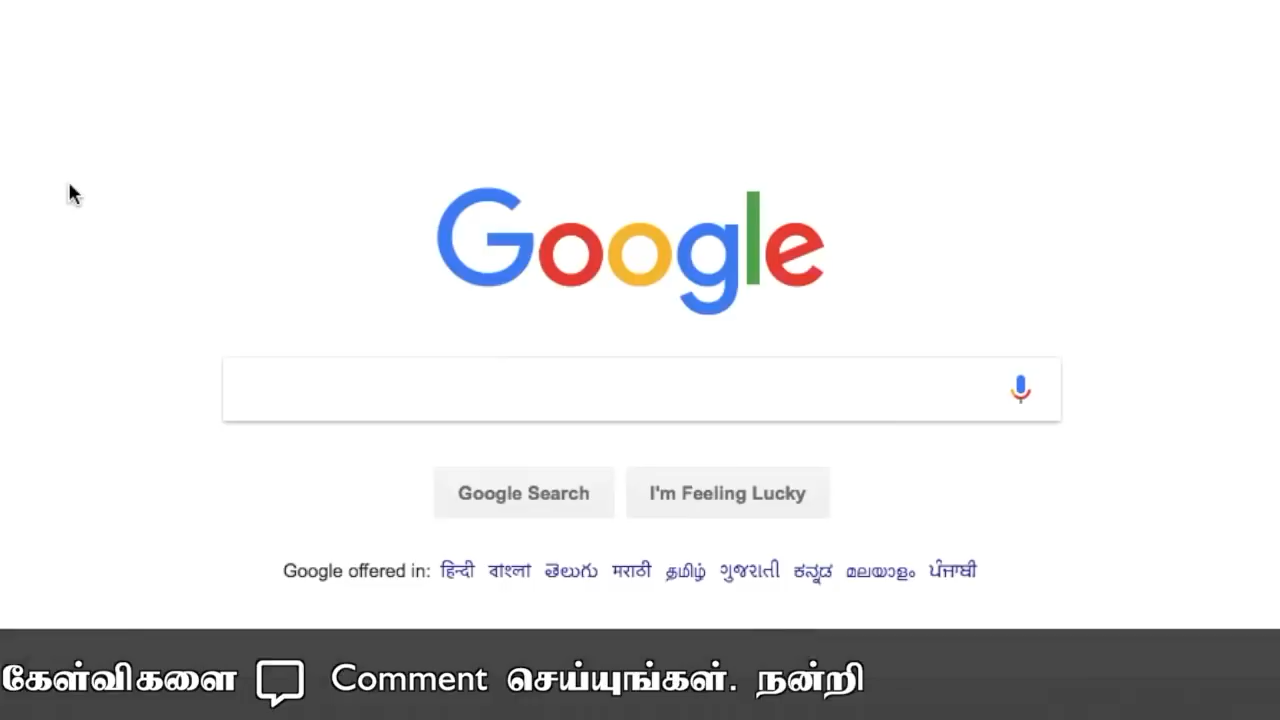 Google
Google Search I'm Feeling Lucky
Google offered in: हिन्दी বাংলা తెలుగు मराठी தமிழ் ગુજરાતી ಕನ್ನಡ മലയാളം ਪੰਜਾਬੀ
கேள்விகளை Comment செய்யுங்கள். நன்றி